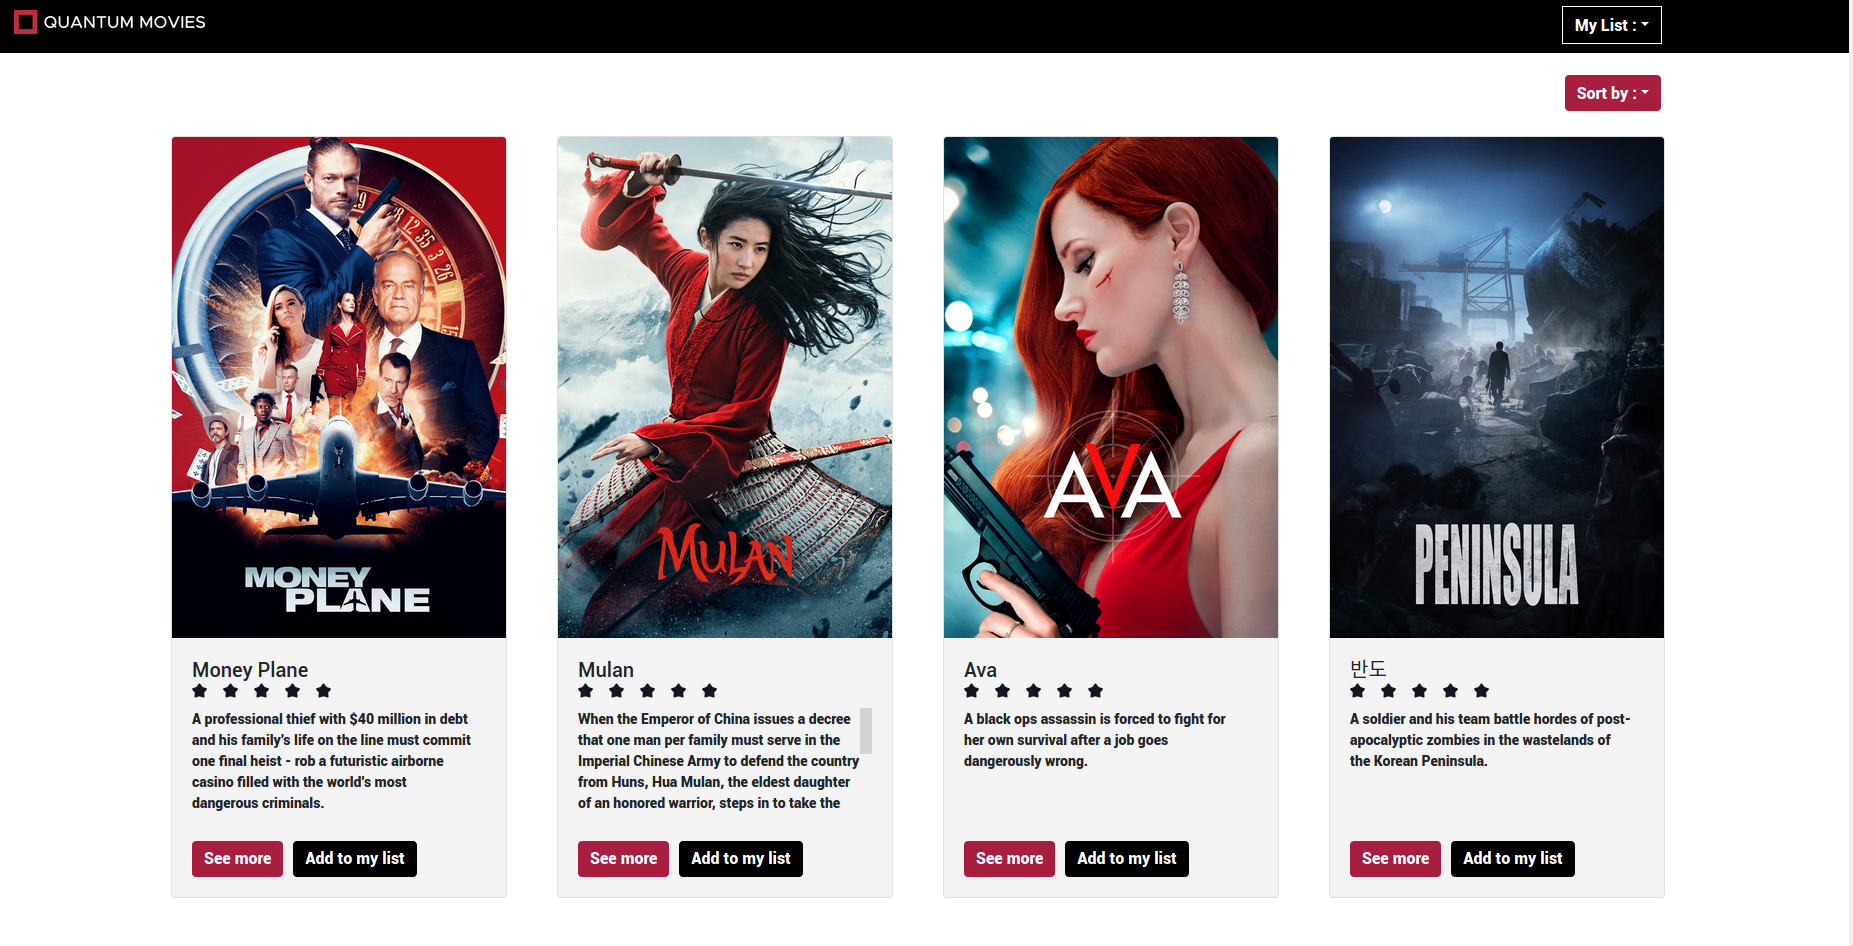 QUANTUM MOVIES
My List :
Sort by :
29
28
12
35
3
26
15
MONEY
PLANE
MULAN
AVA
PENINSULA
Money Plane
A professional thief with $40 million in debt
and his family's life on the line must commit
one final heist - rob a futuristic airborne
casino filled with the world's most
dangerous criminals.
See more
Add to my list
Mulan
When the Emperor of China issues a decree
that one man per family must serve in the
Imperial Chinese Army to defend the country
from Huns, Hua Mulan, the eldest daughter
of an honored warrior, steps in to take the
See more
Add to my list
Ava
A black ops assassin is forced to fight for
her own survival after a job goes
dangerously wrong.
See more
Add to my list
반도
A soldier and his team battle hordes of post-
apocalyptic zombies in the wastelands of
the Korean Peninsula.
See more
Add to my list